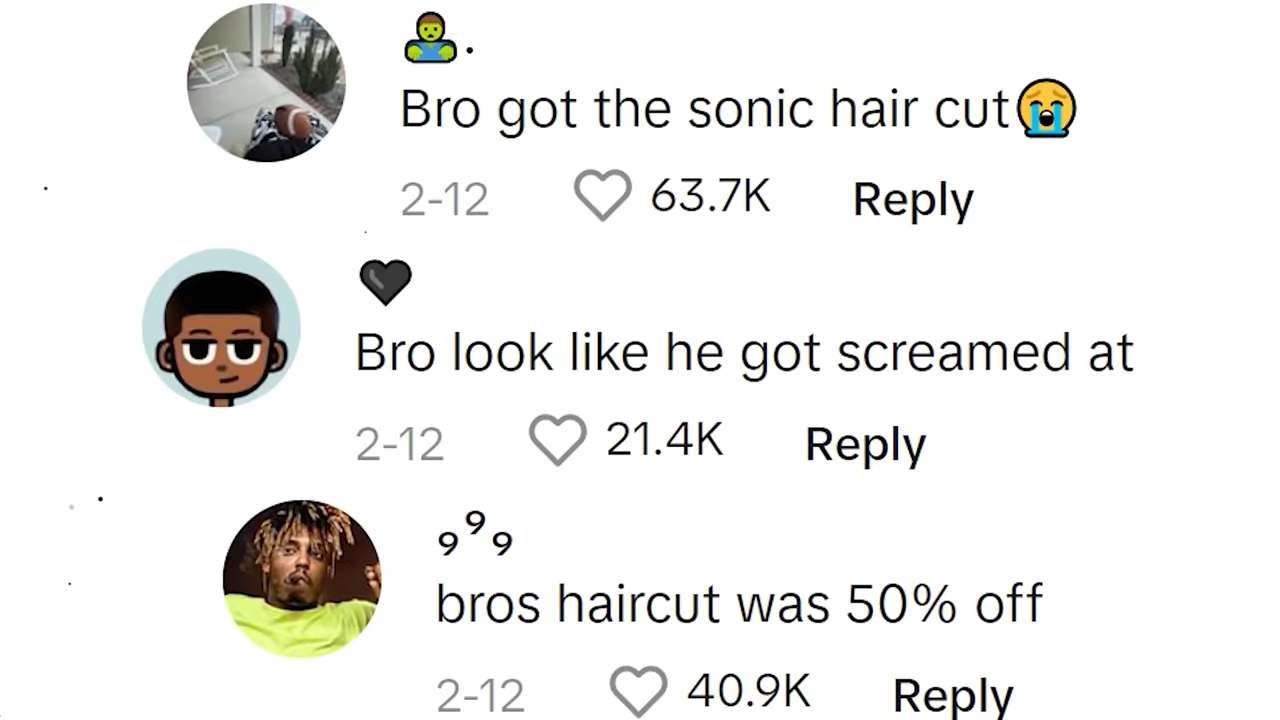 🧟‍♂️.
Bro got the sonic hair cut😭
2-12 63.7K Reply
🖤
Bro look like he got screamed at
2-12 21.4K Reply
₉⁹₉
bros haircut was 50% off
2-12 40.9K Reply